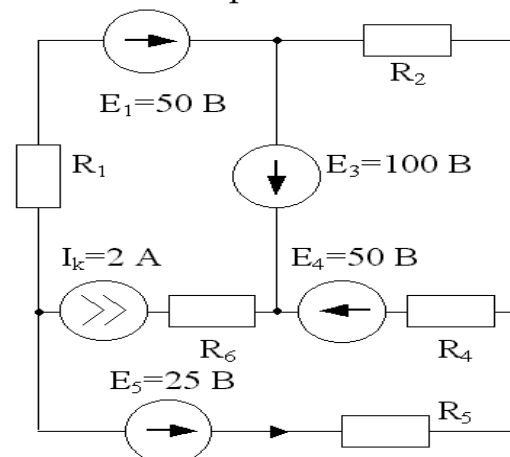 E₁=50 В
R₂
R₁
E₃=100 В
Iₖ=2 А
E₄=50 В
R₆
R₄
E₅=25 В
R₅